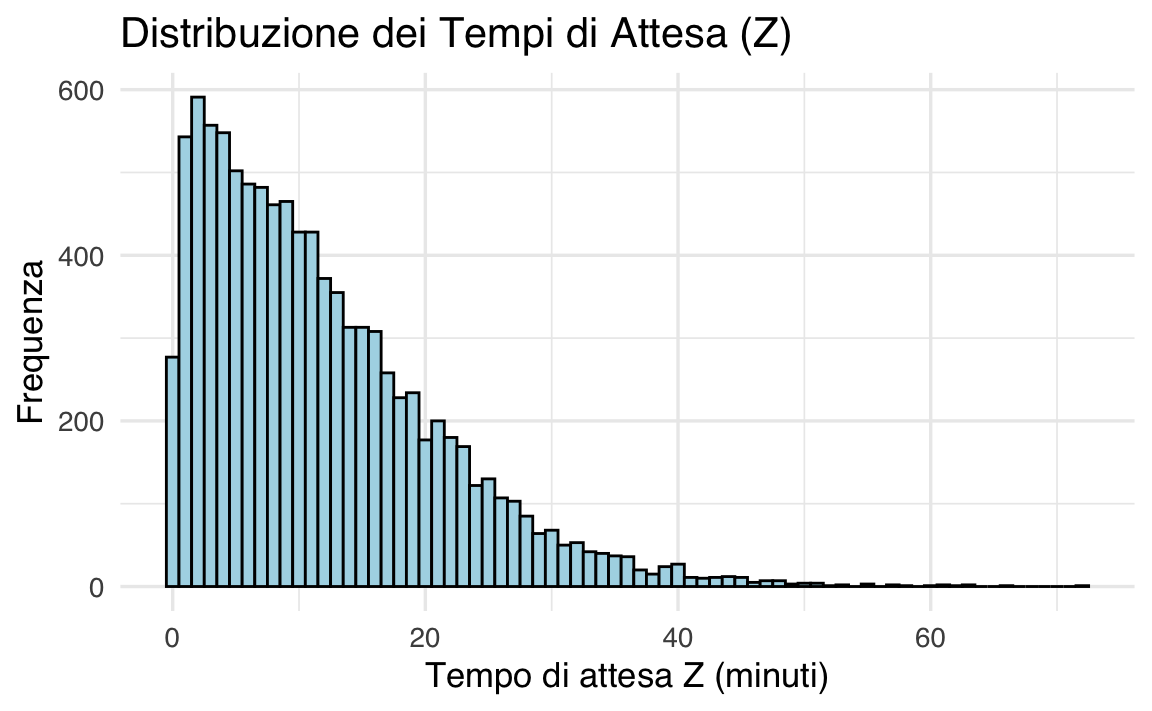 Distribuzione dei Tempi di Attesa (Z)
600
400
200
0
Frequenza
0 20 40 60
Tempo di attesa Z (minuti)